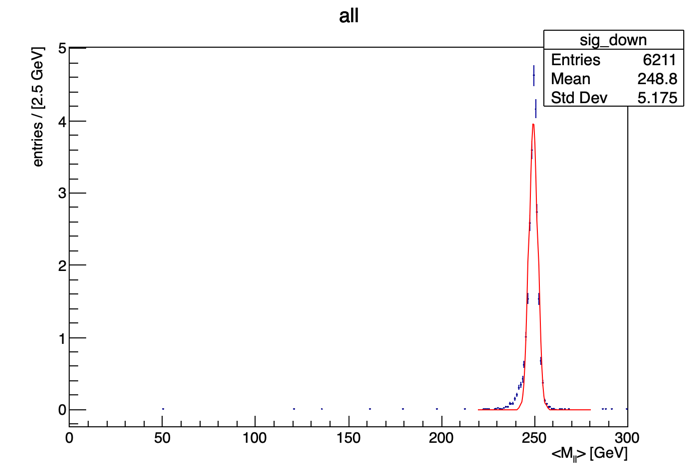 all
sig_down
Entries 6211
Mean 248.8
Std Dev 5.175
entries / [2.5 GeV]
5
4
3
2
1
0
0 50 100 150 200 250 300
<M_ll> [GeV]